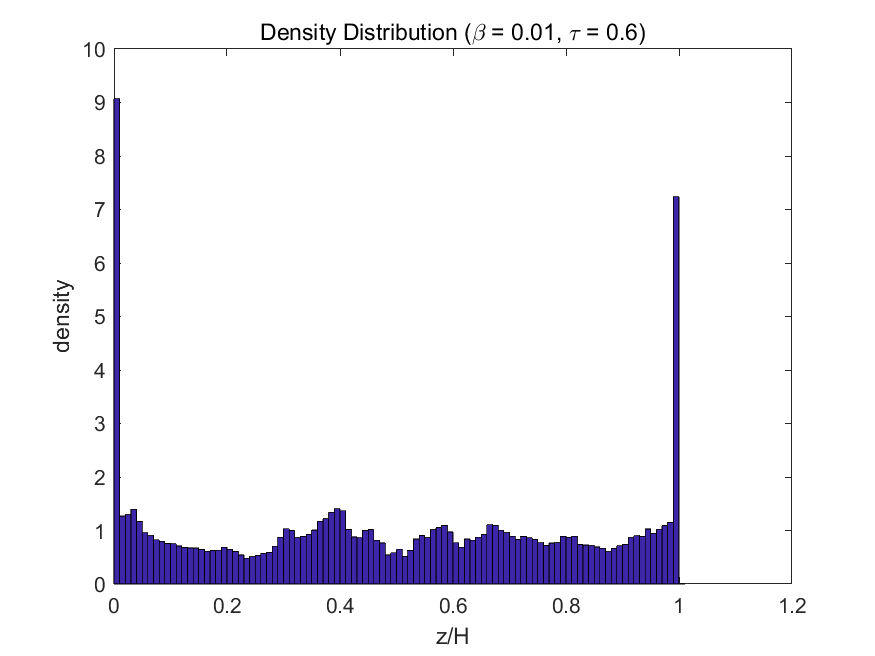 Density Distribution (β = 0.01, τ = 0.6)
10
9
8
7
6
5
4
3
2
1
0
density
0 0.2 0.4 0.6 0.8 1 1.2
z/H